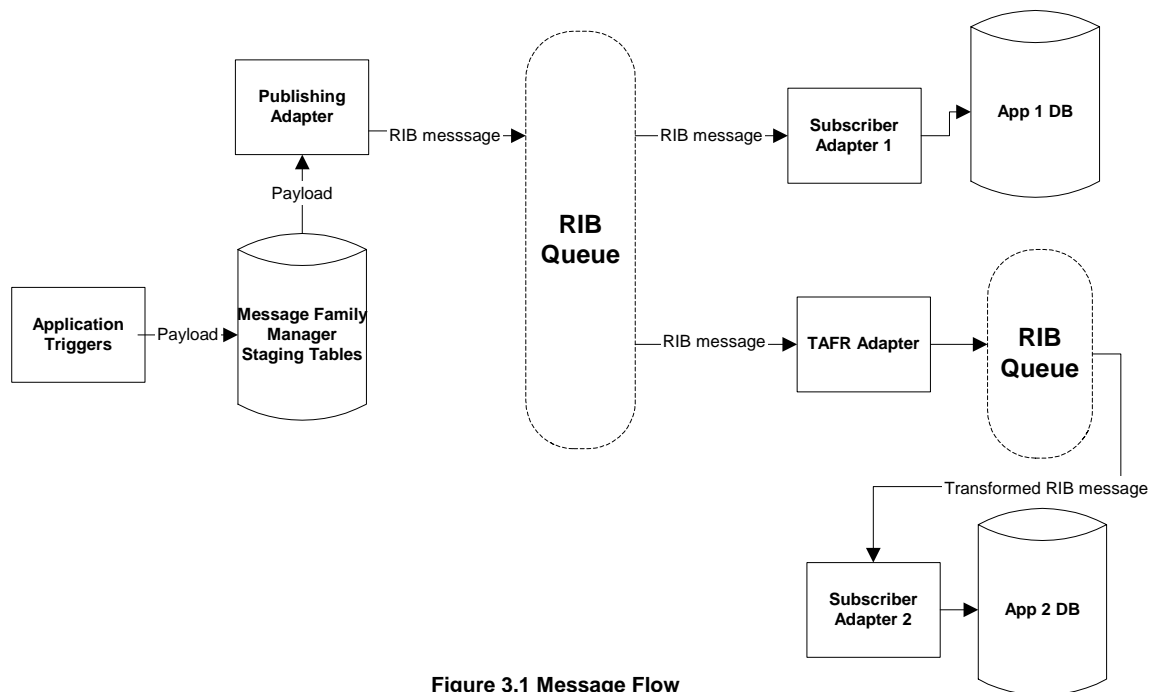 Publishing
Adapter
RIB messsage
RIB
Queue
RIB message
Subscriber
Adapter 1
App 1 DB
Payload
Application
Triggers
Payload
Message Family
Manager
Staging Tables
RIB message
TAFR Adapter
RIB
Queue
Transformed RIB message
Subscriber
Adapter 2
App 2 DB
Figure 3.1 Message Flow